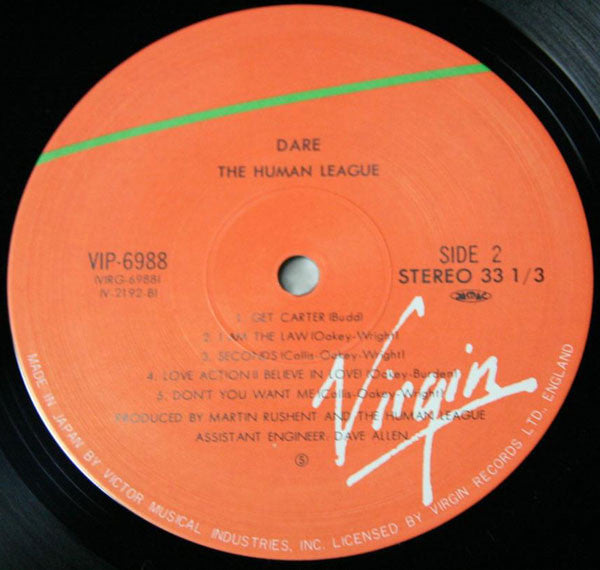 DARE
THE HUMAN LEAGUE
VIP-6988
(VIRG-6988)
(V-2192-B)
SIDE 2
STEREO 33 1/3
1. GET CARTER (Budd)
2. I AM THE LAW (Oakey-Wright)
3. SECONDS (Callis-Oakey-Wright)
4. LOVE ACTION (I BELIEVE IN LOVE) (Oakey-Burden)
5. DON'T YOU WANT ME (Callis-Oakey-Wright)
PRODUCED BY MARTIN RUSHENT AND THE HUMAN LEAGUE
ASSISTANT ENGINEER: DAVE ALLEN
Ⓢ
Virgin
MADE IN JAPAN BY VICTOR MUSICAL INDUSTRIES, INC. LICENSED BY VIRGIN RECORDS LTD., ENGLAND